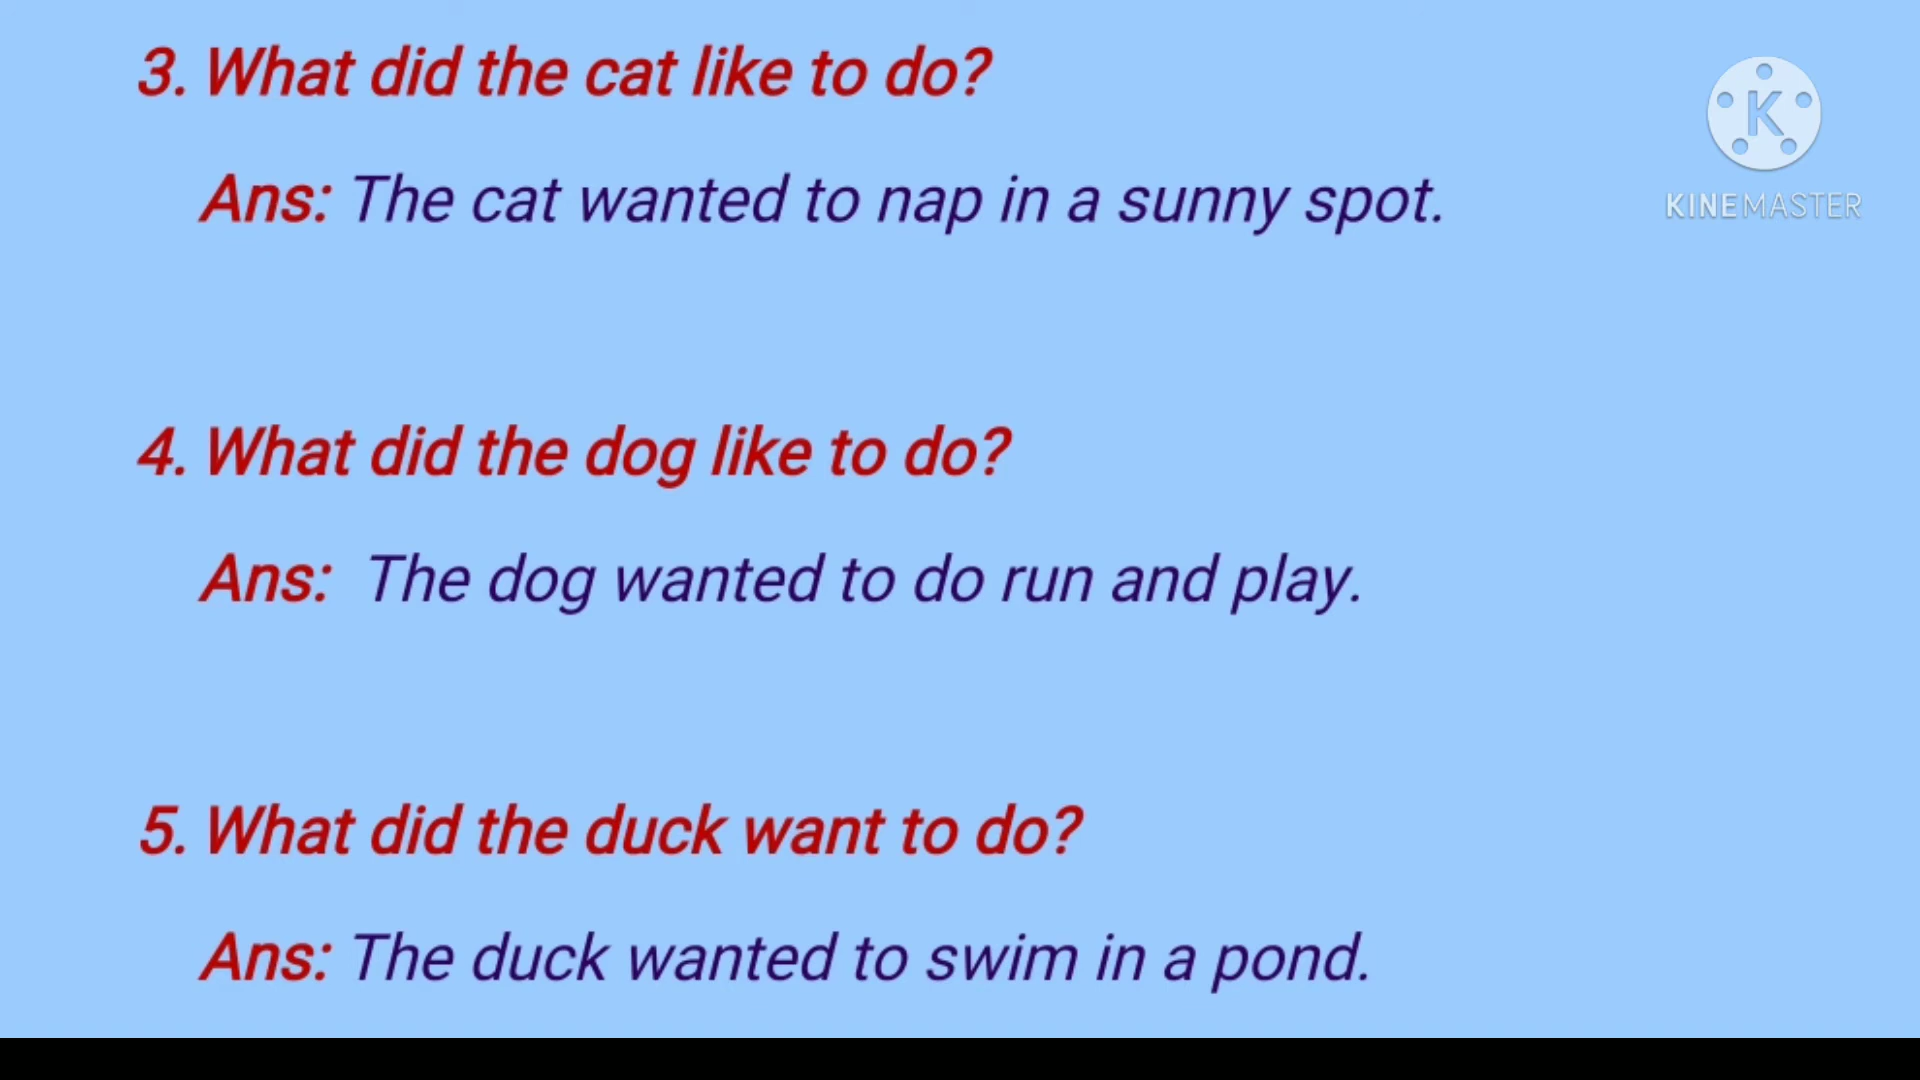 3. What did the cat like to do?
K
KINEMASTER
Ans: The cat wanted to nap in a sunny spot.
4. What did the dog like to do?
Ans: The dog wanted to do run and play.
5. What did the duck want to do?
Ans: The duck wanted to swim in a pond.